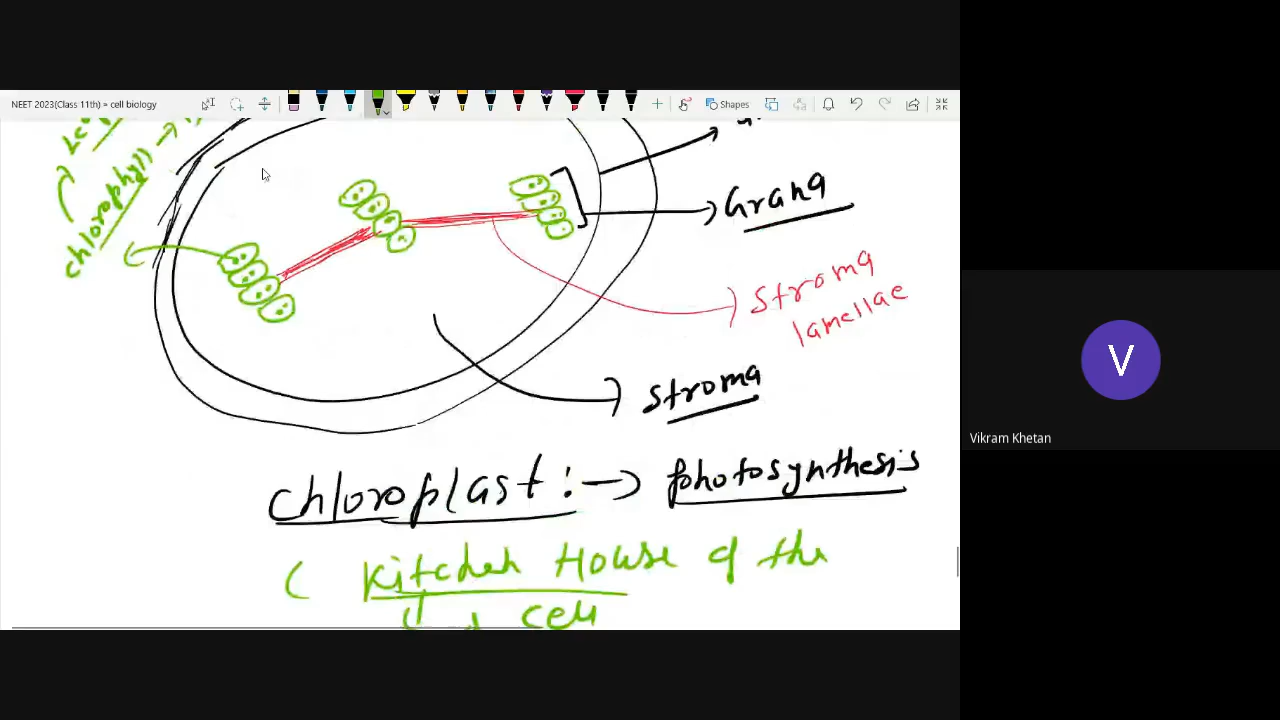 NEET 2023(Class 11th) » cell biology
Shapes
chlorophyll →
Grana
Stroma
lamellae
Stroma
V
Vikram Khetan
chloroplast :→ photosynthesis
( Kitchen House of the
cell